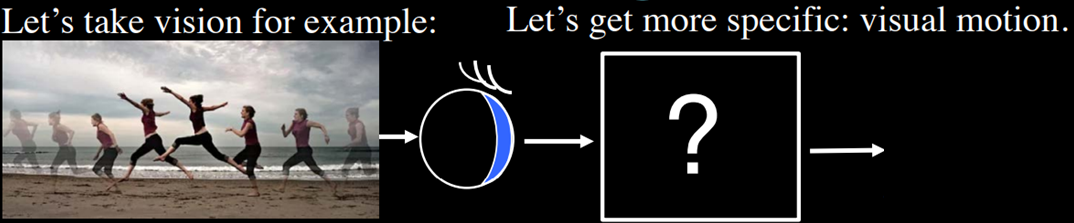 Let's take vision for example:
Let's get more specific: visual motion.
?